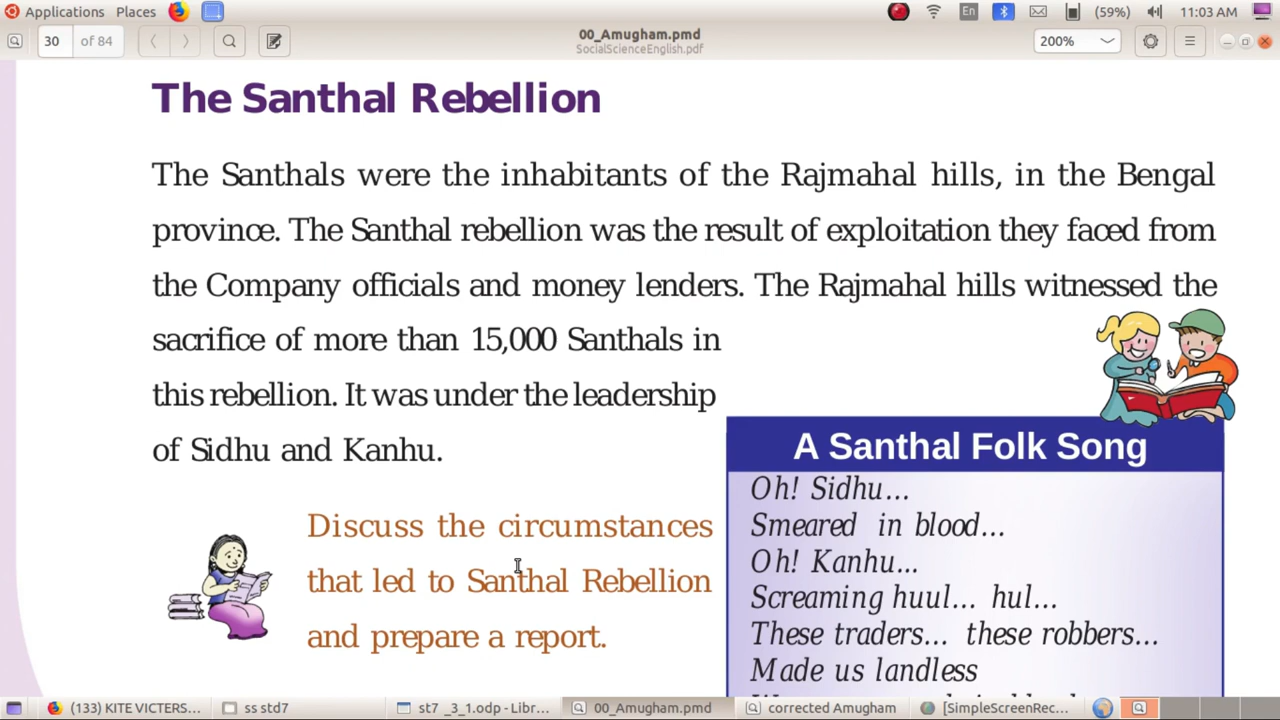 Applications Places En (59%) 11:03 AM
30 of 84 00_Amugham.pmd 200%
SocialScienceEnglish.pdf
The Santhal Rebellion
The Santhals were the inhabitants of the Rajmahal hills, in the Bengal
province. The Santhal rebellion was the result of exploitation they faced from
the Company officials and money lenders. The Rajmahal hills witnessed the
sacrifice of more than 15,000 Santhals in
this rebellion. It was under the leadership
of Sidhu and Kanhu.
Discuss the circumstances
that led to Santhal Rebellion
and prepare a report.
A Santhal Folk Song
Oh! Sidhu...
Smeared in blood...
Oh! Kanhu...
Screaming huul... hul...
These traders... these robbers...
Made us landless
(133) KITE VICTERS... ss std7 st7 _3_1.odp - Libr... 00_Amugham.pmd corrected Amugham [SimpleScreenRec...